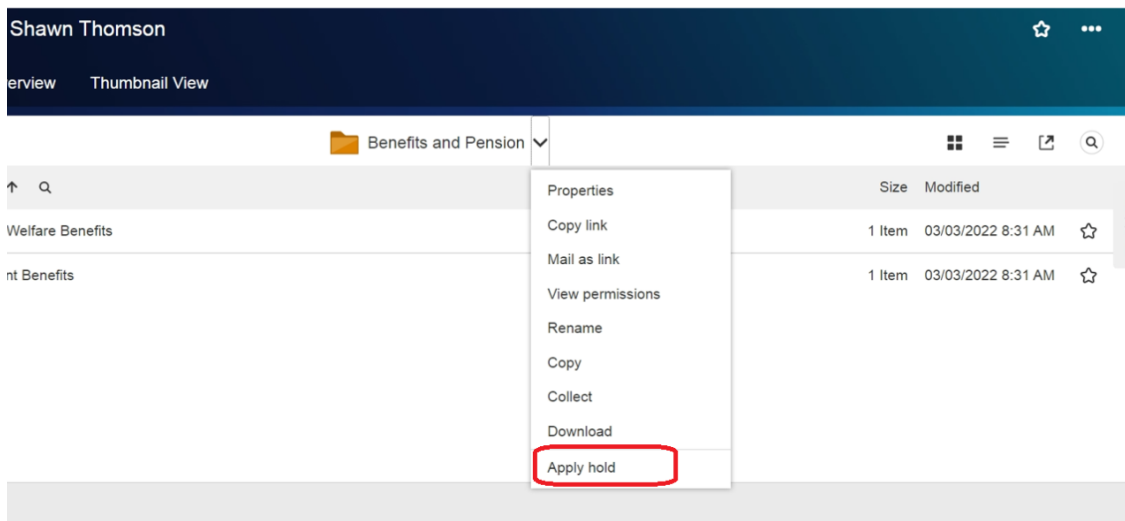 Shawn Thomson
erview Thumbnail View
Benefits and Pension
Size Modified
Welfare Benefits 1 Item 03/03/2022 8:31 AM
nt Benefits 1 Item 03/03/2022 8:31 AM
Properties
Copy link
Mail as link
View permissions
Rename
Copy
Collect
Download
Apply hold